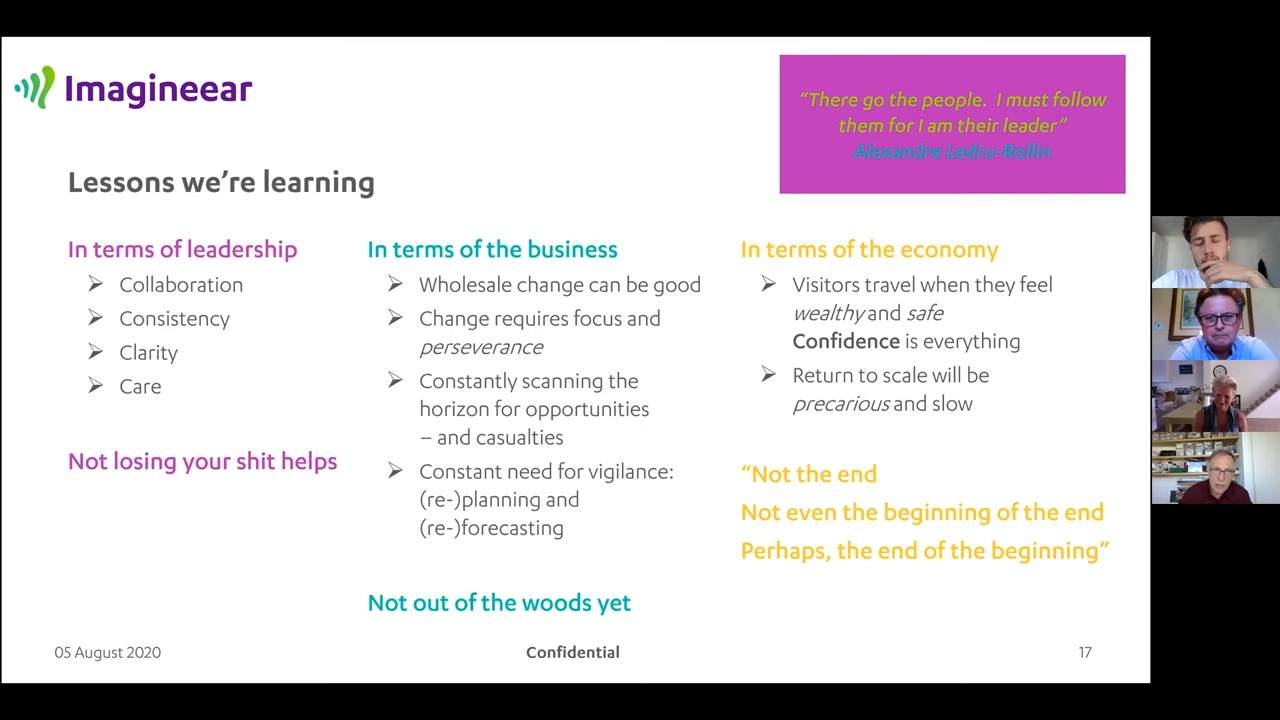 Imagineear
“There go the people. I must follow
them for I am their leader”
Alexandre Ledru-Rollin
Lessons we’re learning
In terms of leadership
Collaboration
Consistency
Clarity
Care
Not losing your shit helps
In terms of the business
Wholesale change can be good
Change requires focus and
perseverance
Constantly scanning the
horizon for opportunities
– and casualties
Constant need for vigilance:
(re-)planning and
(re-)forecasting
Not out of the woods yet
In terms of the economy
Visitors travel when they feel
wealthy and safe
Confidence is everything
Return to scale will be
precarious and slow
“Not the end
Not even the beginning of the end
Perhaps, the end of the beginning”
05 August 2020
Confidential
17